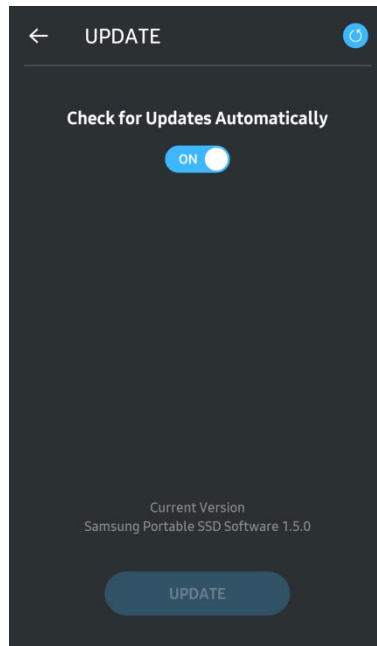 UPDATE
Check for Updates Automatically
ON
Current Version
Samsung Portable SSD Software 1.5.0
UPDATE